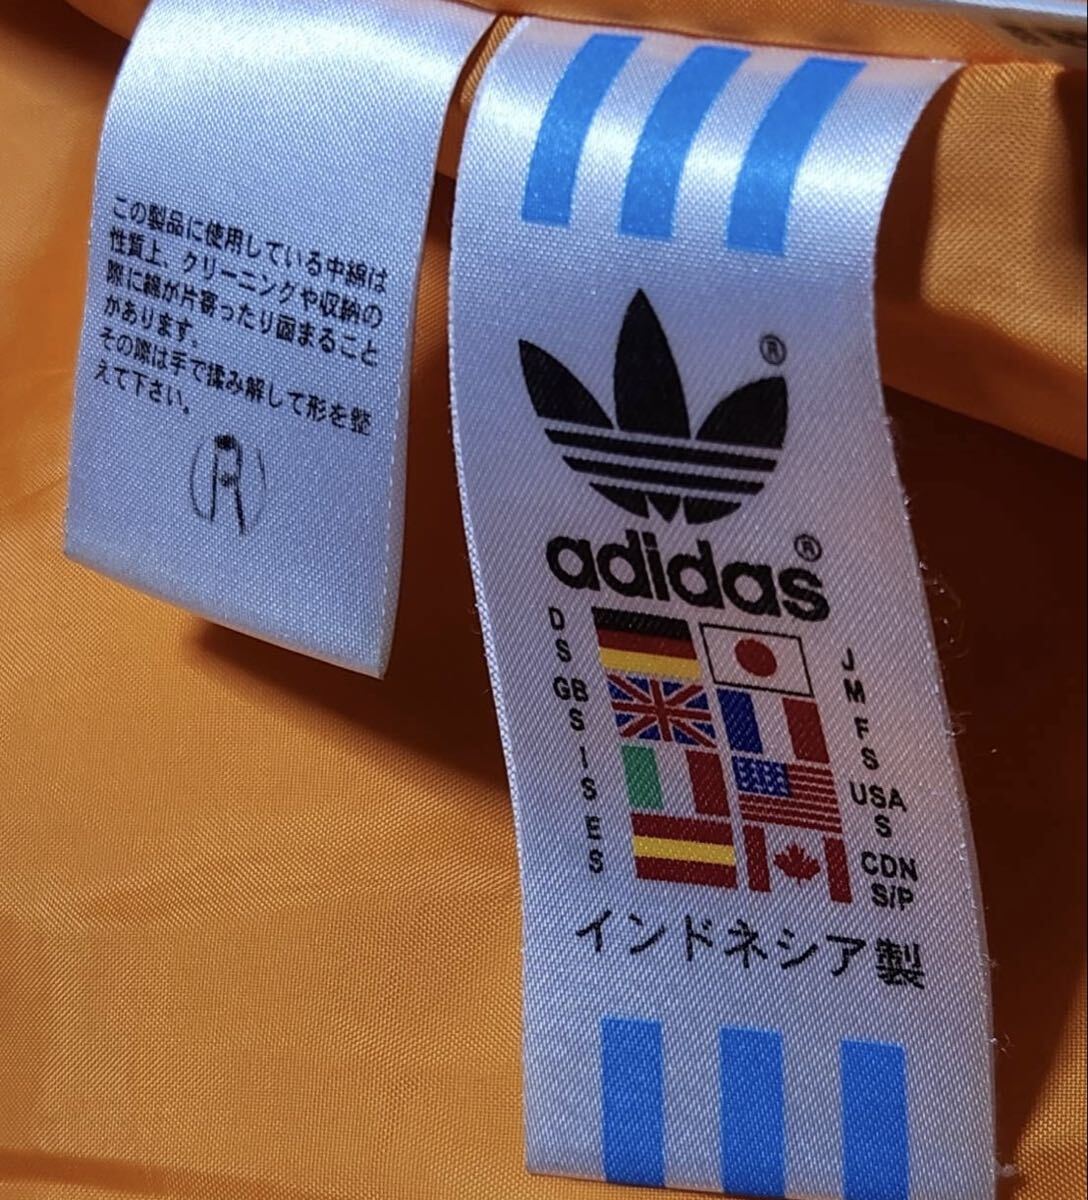 この製品に使用している中綿は
性質上、クリーニングや収納の
際に綿が片寄ったり固まること
があります。
その際は手で揉み解して形を整
えて下さい。
®
adidas®
D
S
GB
S
I
S
E
S
J
M
F
S
USA
S
CDN
S/P
インドネシア製